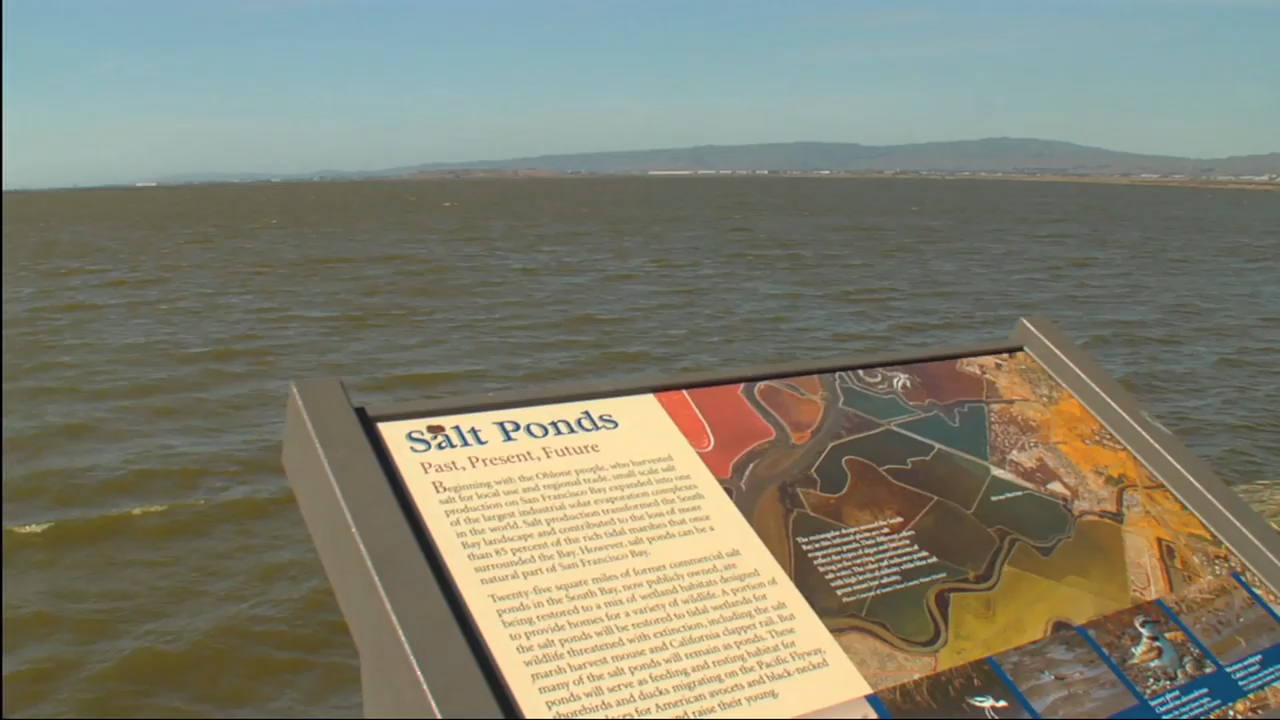 Salt Ponds
Past, Present, Future
Beginning with the Ohlone people, who harvested
salt for local use and regional trade, small scale salt
production on San Francisco Bay expanded into one
of the largest industrial solar evaporation complexes
in the world. Salt production transformed the South
Bay landscape and contributed to the loss of more
than 85 percent of the rich tidal marshes that once
surrounded the Bay. However, salt ponds can be a
natural part of San Francisco Bay.
Twenty-five square miles of former commercial salt
ponds in the South Bay, now publicly owned, are
being restored to a mix of wetland habitats designed
to provide homes for a variety of wildlife. A portion of
the salt ponds will be restored to tidal wetlands for
wildlife threatened with extinction, including the salt
marsh harvest mouse and California clapper rail. But
many of the salt ponds will remain as ponds. These
ponds will serve as feeding and resting habitat for
shorebirds and ducks migrating on the Pacific Flyway,
for American avocets and black-necked
and raise their young.